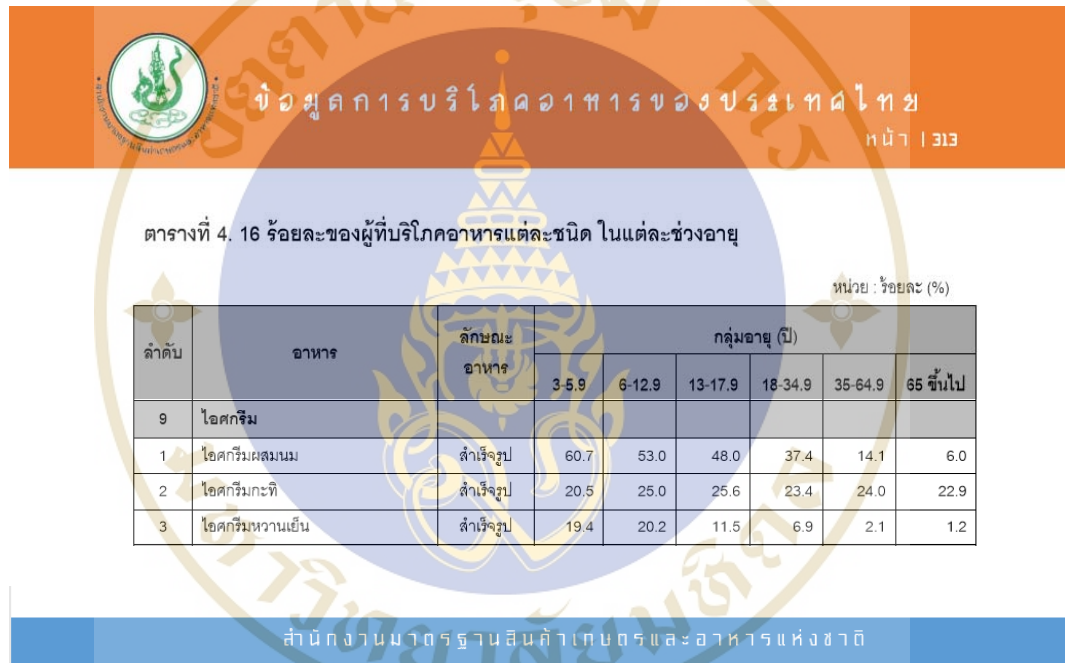 ข้อมูลการบริโภคอาหารของประเทศไทย
หน้า | 313
ตารางที่ 4. 16 ร้อยละของผู้ที่บริโภคอาหารแต่ละชนิด ในแต่ละช่วงอายุ
หน่วย : ร้อยละ (%)
ลำดับ อาหาร ลักษณะอาหาร กลุ่มอายุ (ปี)
3-5.9 6-12.9 13-17.9 18-34.9 35-64.9 65 ขึ้นไป
9 ไอศกรีม
1 ไอศกรีมผสมนม สำเร็จรูป 60.7 53.0 48.0 37.4 14.1 6.0
2 ไอศกรีมกะทิ สำเร็จรูป 20.5 25.0 25.6 23.4 24.0 22.9
3 ไอศกรีมหวานเย็น สำเร็จรูป 19.4 20.2 11.5 6.9 2.1 1.2
สำนักงานมาตรฐานสินค้าเกษตรและอาหารแห่งชาติ
มหาวิทยาลัยมหิดล